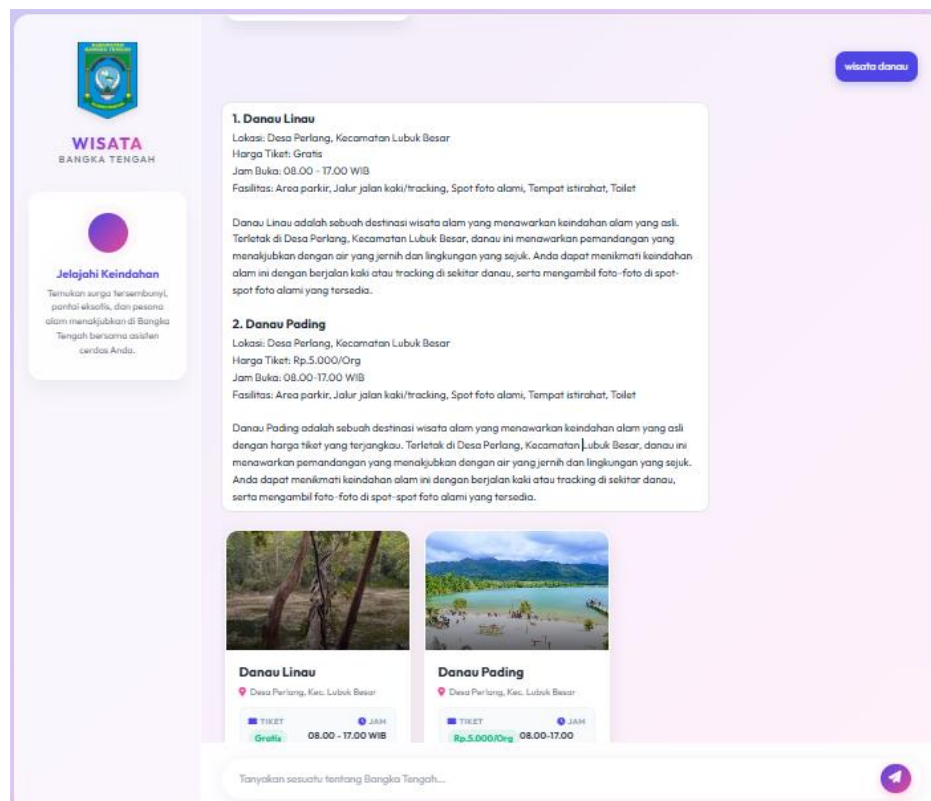 KABUPATEN
BANGKA TENGAH
WISATA
BANGKA TENGAH
Jelajahi Keindahan
Temukan surga tersembunyi,
pantai eksotis, dan pesona
alam menakjubkan di Bangka
Tengah bersama asisten
cerdas Anda.
wisata danau
1. Danau Linau
Lokasi: Desa Perlang, Kecamatan Lubuk Besar
Harga Tiket: Gratis
Jam Buka: 08.00 - 17.00 WIB
Fasilitas: Area parkir, Jalur jalan kaki/tracking, Spot foto alami, Tempat istirahat, Toilet
Danau Linau adalah sebuah destinasi wisata alam yang menawarkan keindahan alam yang asli.
Terletak di Desa Perlang, Kecamatan Lubuk Besar, danau ini menawarkan pemandangan yang
menakjubkan dengan air yang jernih dan lingkungan yang sejuk. Anda dapat menikmati keindahan
alam ini dengan berjalan kaki atau tracking di sekitar danau, serta mengambil foto-foto di spot-
spot foto alami yang tersedia.
2. Danau Pading
Lokasi: Desa Perlang, Kecamatan Lubuk Besar
Harga Tiket: Rp.5.000/Org
Jam Buka: 08.00-17.00 WIB
Fasilitas: Area parkir, Jalur jalan kaki/tracking, Spot foto alami, Tempat istirahat, Toilet
Danau Pading adalah sebuah destinasi wisata alam yang menawarkan keindahan alam yang asli
dengan harga tiket yang terjangkau. Terletak di Desa Perlang, Kecamatan Lubuk Besar, danau ini
menawarkan pemandangan yang menakjubkan dengan air yang jernih dan lingkungan yang sejuk.
Anda dapat menikmati keindahan alam ini dengan berjalan kaki atau tracking di sekitar danau,
serta mengambil foto-foto di spot-spot foto alami yang tersedia.
Danau Linau
Desa Perlang, Kec. Lubuk Besar
TIKET JAM
Gratis 08.00 - 17.00 WIB
Danau Pading
Desa Perlang, Kec. Lubuk Besar
TIKET JAM
Rp.5.000/Org 08.00-17.00
Tanyakan sesuatu tentang Bangka Tengah...